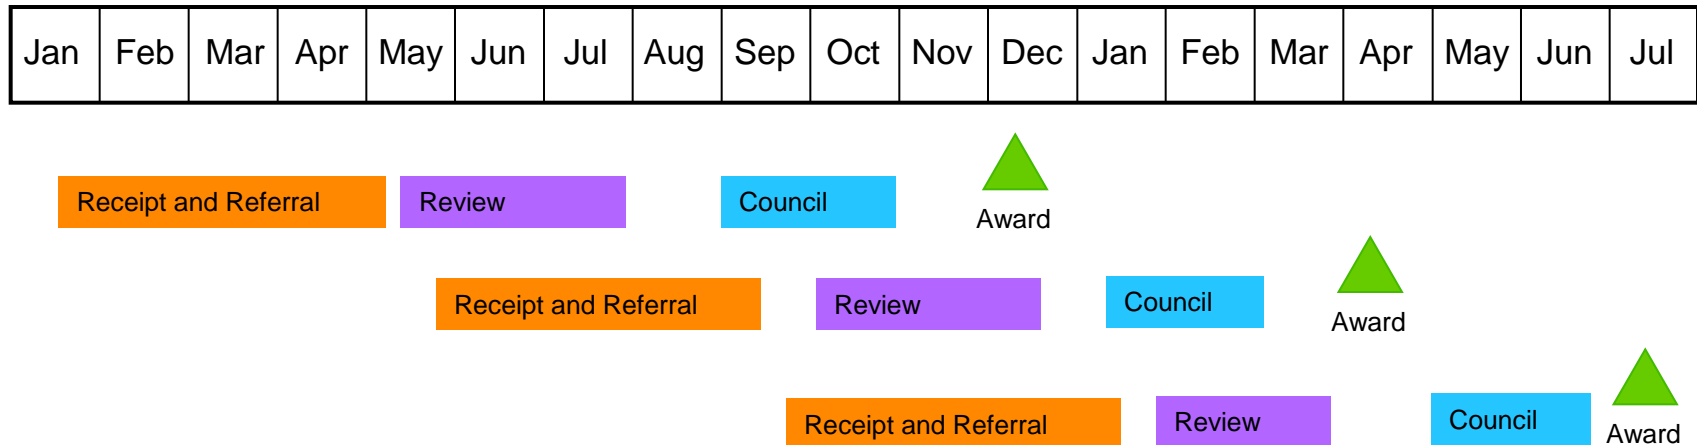 Jan Feb Mar Apr May Jun Jul Aug Sep Oct Nov Dec Jan Feb Mar Apr May Jun Jul
Receipt and Referral Review Council
Award
Receipt and Referral Review Council
Award
Receipt and Referral Review Council
Award